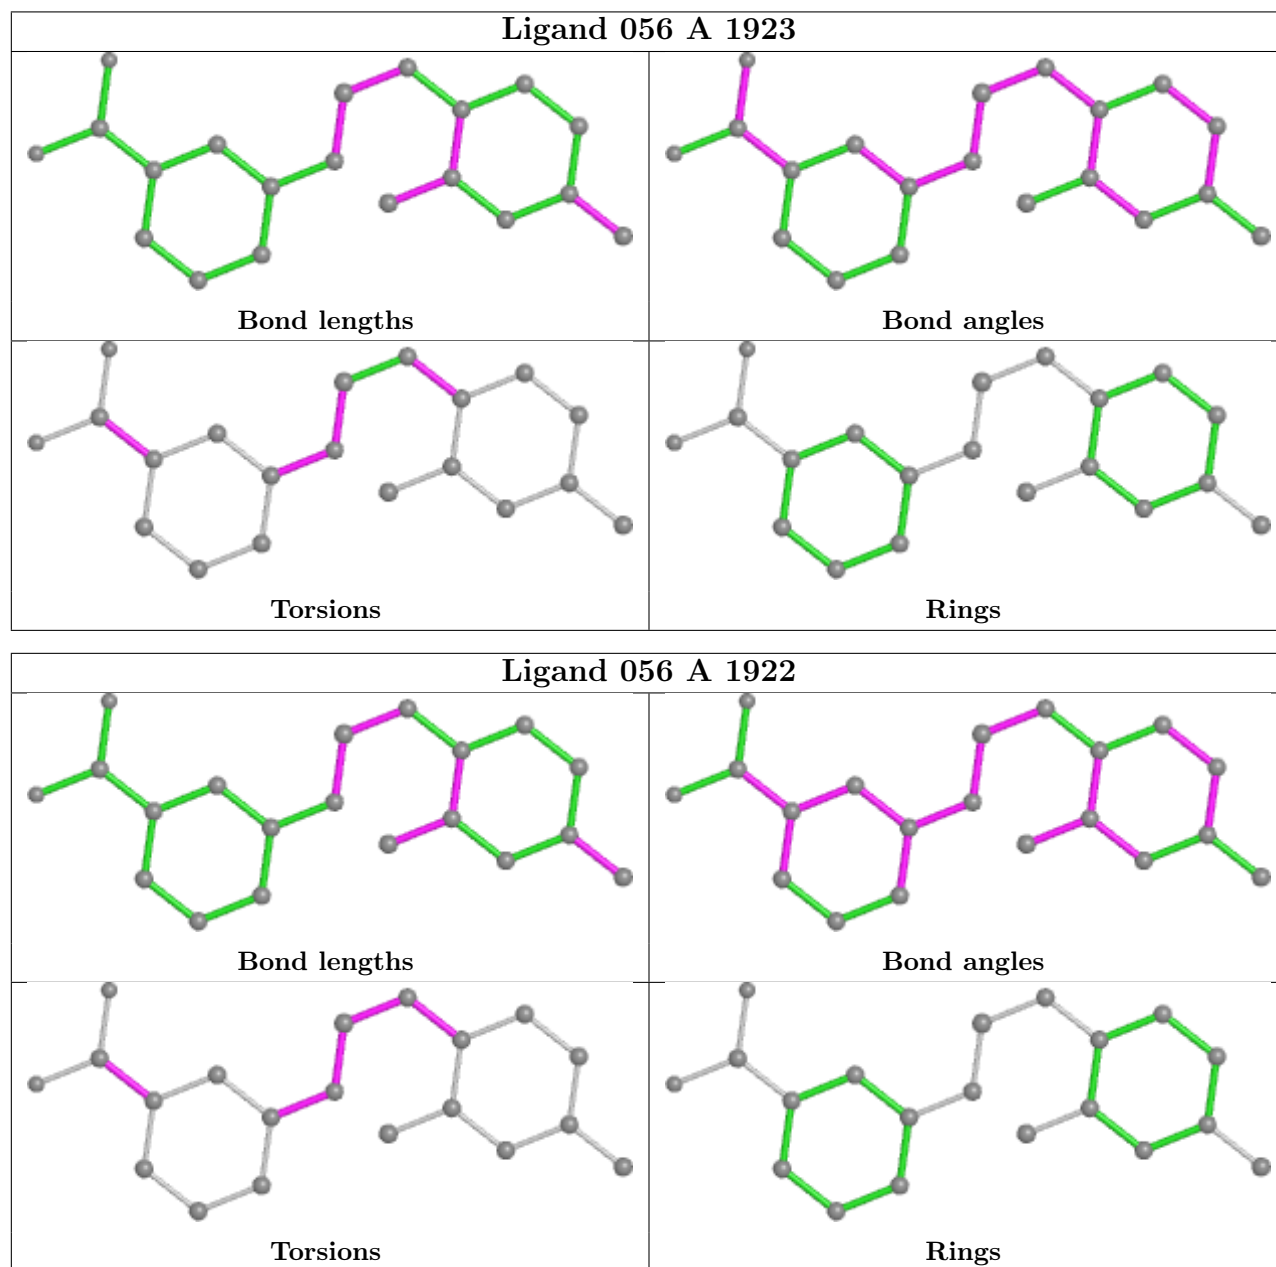 Ligand 056 A 1923
Bond lengths
Bond angles
Torsions
Rings
Ligand 056 A 1922
Bond lengths
Bond angles
Torsions
Rings